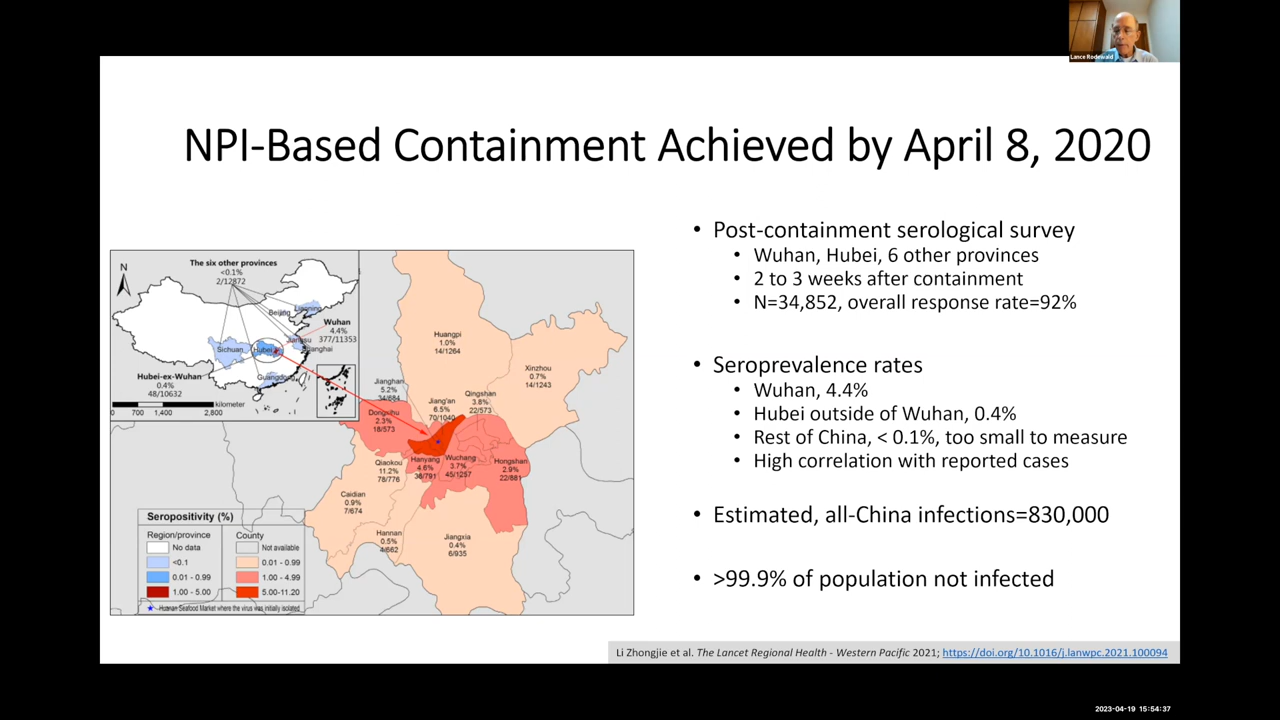 Lance Rodewald
NPI-Based Containment Achieved by April 8, 2020
N
The six other provinces
<0.1%
2/12872
Beijing
Liaoning
Wuhan
4.4%
377/11353
Jiangsu
Shanghai
Sichuan
Hubei
Guangdong
Hubei-ex-Wuhan
0.4%
48/10632
kilometer
0 700 1,400 2,800
Huangpi
1.0%
14/1264
Xinzhou
0.7%
14/1243
Jianghan
5.2%
34/684
Qingshan
3.8%
22/573
Jiang'an
6.5%
70/1040
Dongxihu
2.3%
18/573
Qiaokou
11.2%
78/776
Hanyang
4.6%
36/791
Wuchang
3.7%
45/1257
Hongshan
2.9%
22/881
Caidian
0.9%
7/674
Hannan
0.5%
4/662
Jiangxia
0.4%
6/935
Seropositivity (%)
Region/province
No data
<0.1
0.01 - 0.99
1.00 - 5.00
County
Not available
0.01 - 0.99
1.00 - 4.99
5.00-11.20
Huanan Seafood Market where the virus was initially isolated
• Post-containment serological survey
• Wuhan, Hubei, 6 other provinces
• 2 to 3 weeks after containment
• N=34,852, overall response rate=92%
• Seroprevalence rates
• Wuhan, 4.4%
• Hubei outside of Wuhan, 0.4%
• Rest of China, < 0.1%, too small to measure
• High correlation with reported cases
• Estimated, all-China infections=830,000
• >99.9% of population not infected
Li Zhongjie et al. The Lancet Regional Health - Western Pacific 2021; https://doi.org/10.1016/j.lanwpc.2021.100094
2023-04-19 15:54:37